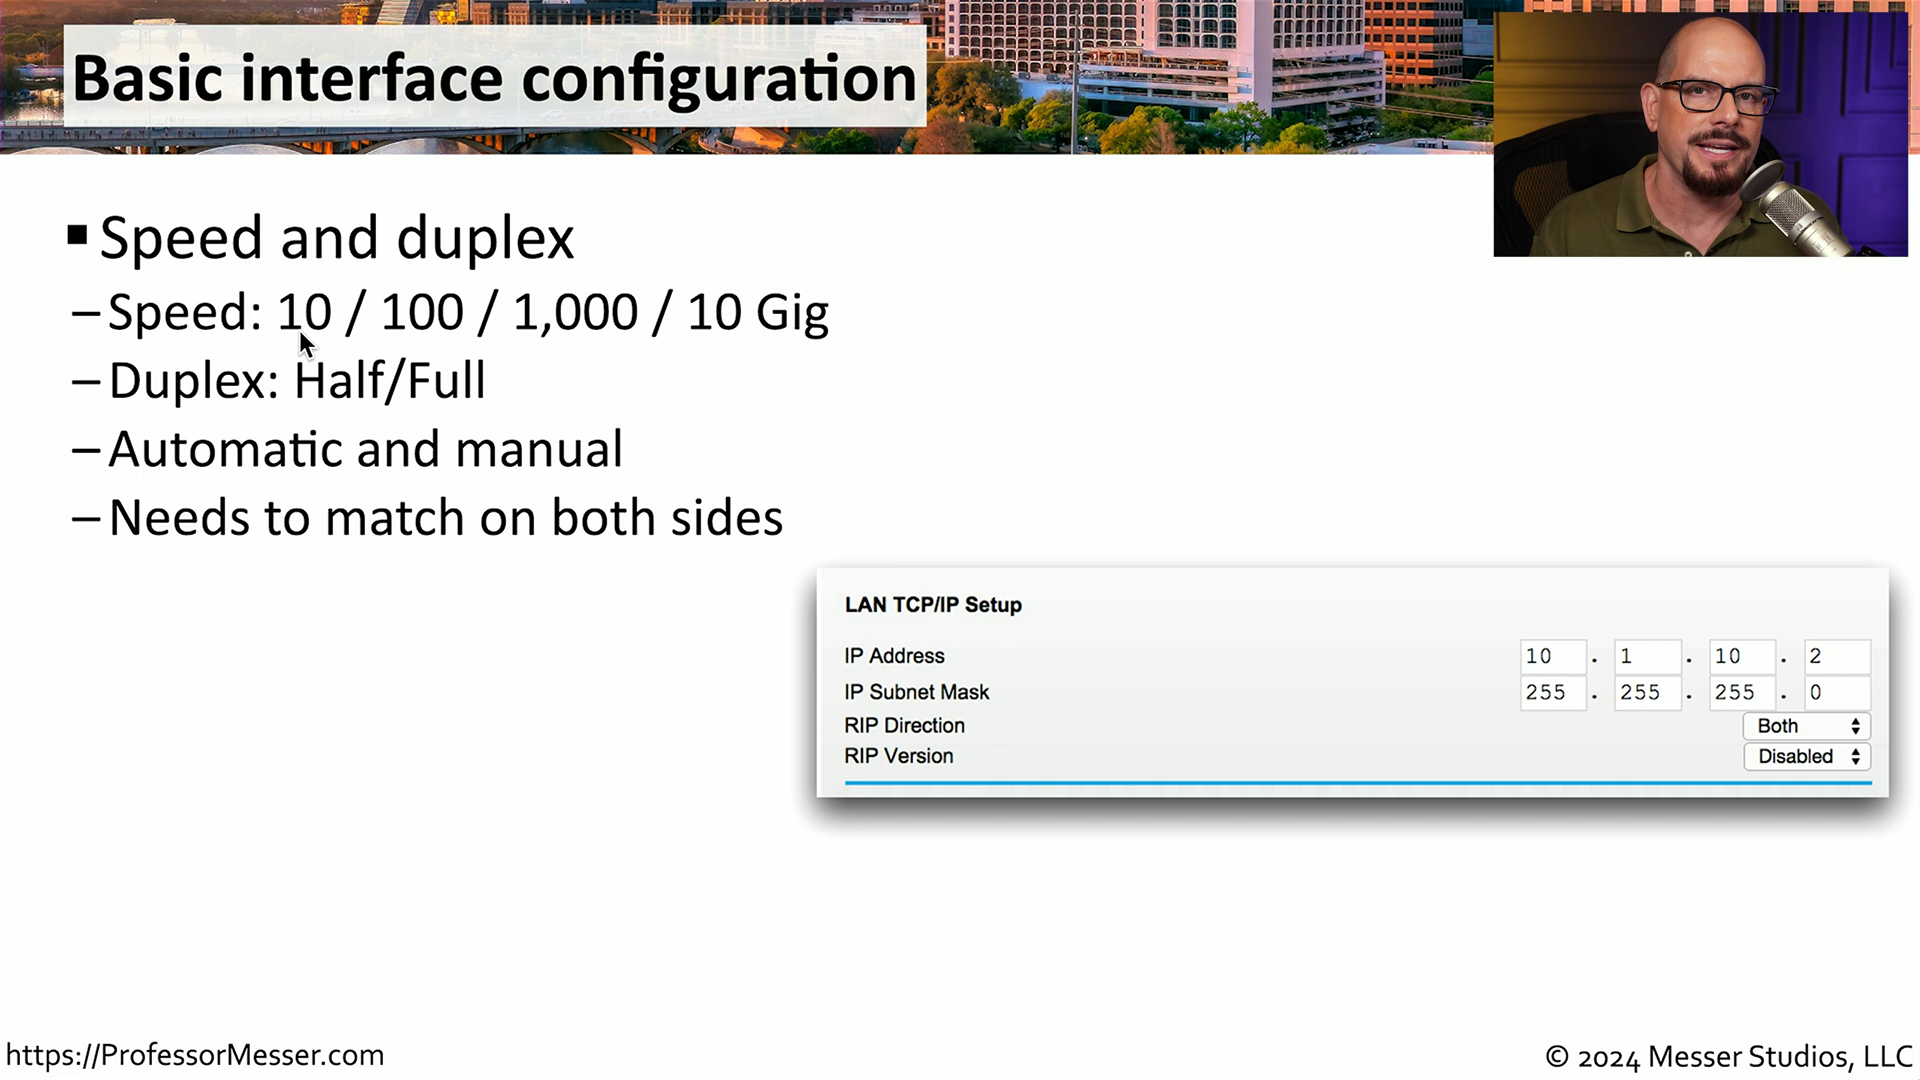 Basic interface configuration
▪ Speed and duplex
– Speed: 10 / 100 / 1,000 / 10 Gig
– Duplex: Half/Full
– Automatic and manual
– Needs to match on both sides
LAN TCP/IP Setup
IP Address 10 . 1 . 10 . 2
IP Subnet Mask 255 . 255 . 255 . 0
RIP Direction Both
RIP Version Disabled
https://ProfessorMesser.com
© 2024 Messer Studios, LLC